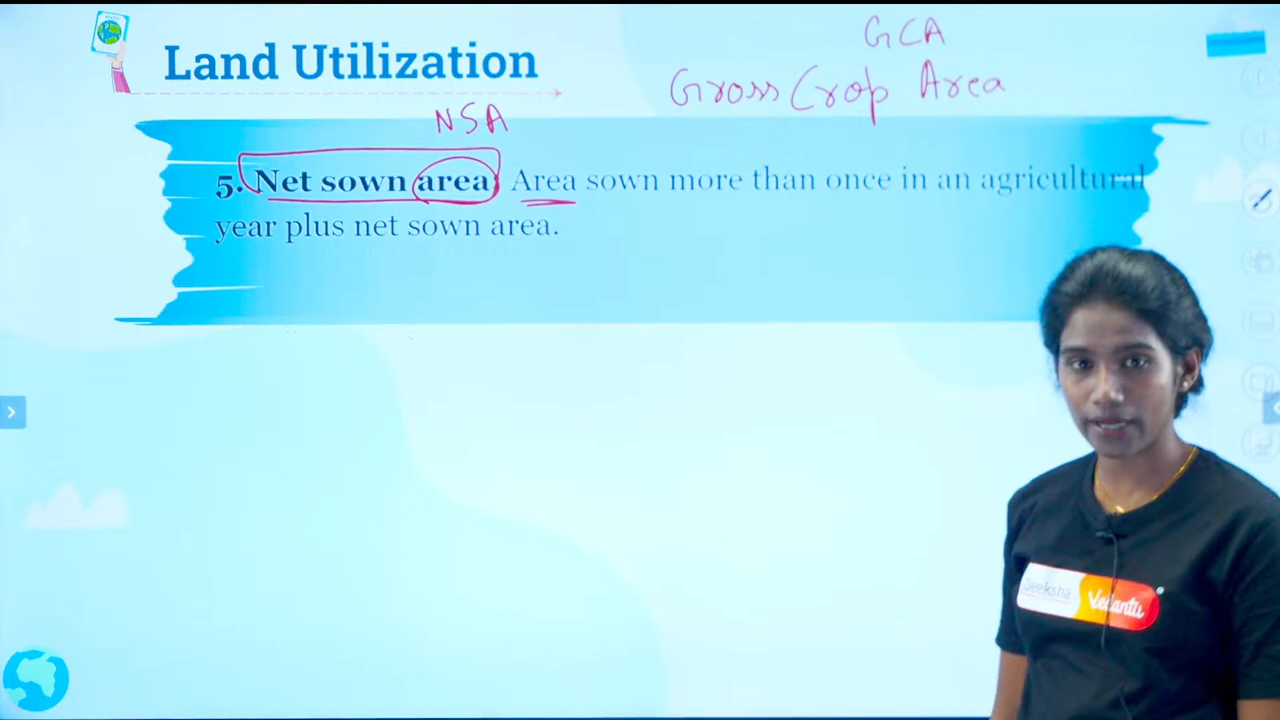 GCA
Land Utilization
Gross Crop Area
NSA
5. Net sown area Area sown more than once in an agricultural
year plus net sown area.
Seeksha
Vedantu